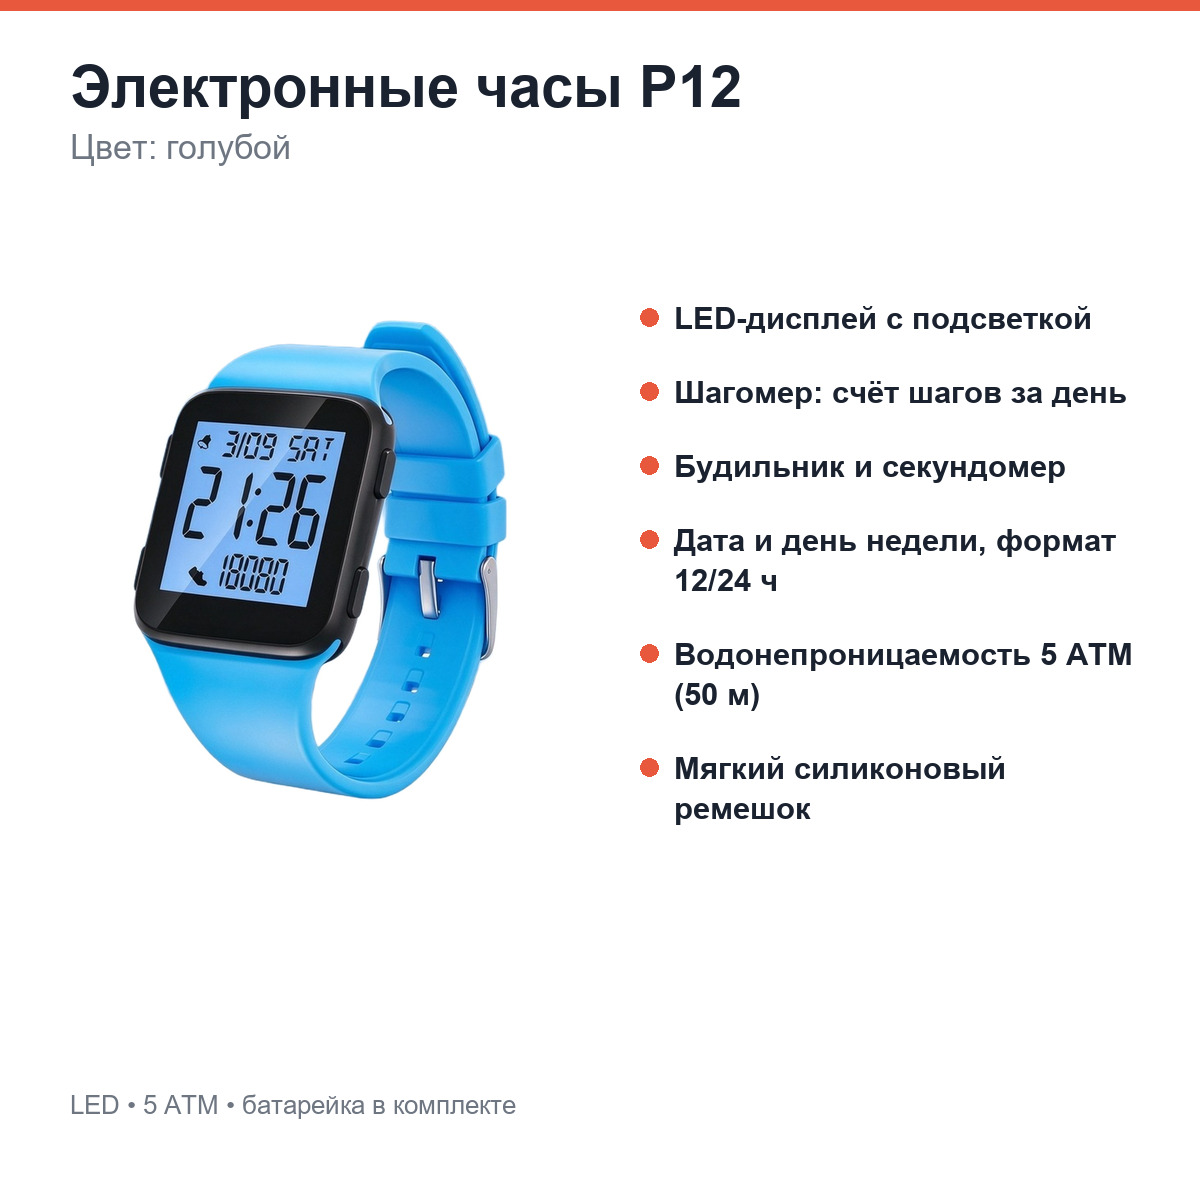 Электронные часы P12
Цвет: голубой
LED-дисплей с подсветкой
Шагомер: счёт шагов за день
Будильник и секундомер
Дата и день недели, формат
12/24 ч
Водонепроницаемость 5 ATM
(50 м)
Мягкий силиконовый
ремешок
3/09 SAT
21:26
18080
LED • 5 ATM • батарейка в комплекте